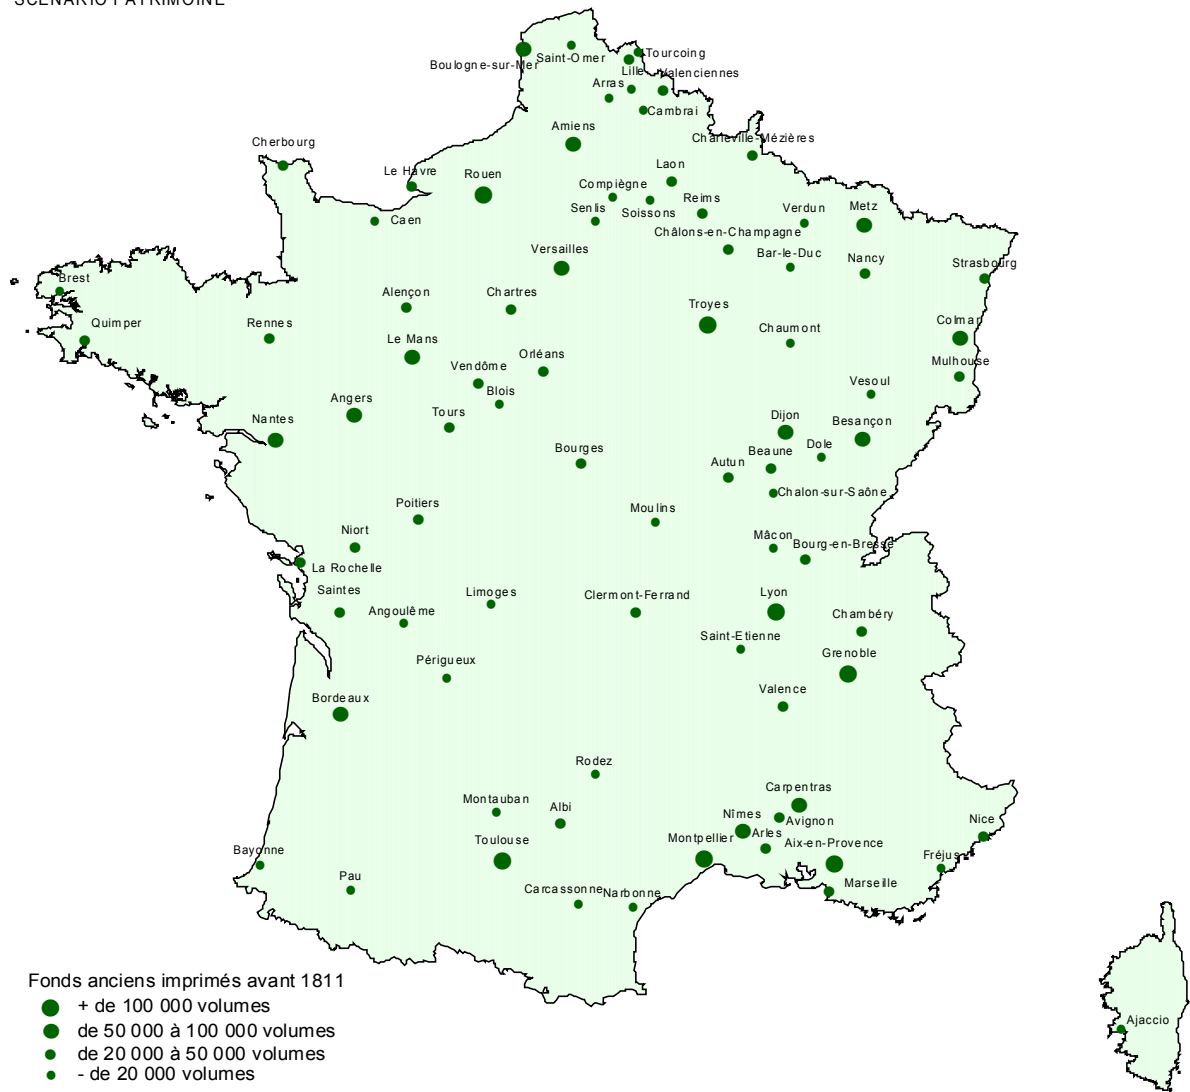 SCENARIO PATRIMOINE
Tourcoing
Saint-Omer
Boulogne-sur-Mer
Lille
Valenciennes
Arras
Cambrai
Amiens
Charleville-Mézières
Cherbourg
Laon
Le Havre
Rouen
Compiègne
Reims
Senlis
Soissons
Verdun
Metz
Caen
Châlons-en-Champagne
Versailles
Bar-le-Duc
Nancy
Strasbourg
Brest
Alençon
Chartres
Troyes
Quimper
Rennes
Chaumont
Colmar
Le Mans
Orléans
Vendôme
Mulhouse
Blois
Vesoul
Angers
Tours
Nantes
Dijon
Besançon
Dole
Bourges
Beaune
Autun
Chalon-sur-Saône
Poitiers
Moulins
Niort
Mâcon
Bourg-en-Bresse
La Rochelle
Saintes
Limoges
Clermont-Ferrand
Lyon
Angoulême
Chambéry
Saint-Etienne
Grenoble
Périgueux
Valence
Bordeaux
Rodez
Carpentras
Montauban
Albi
Nîmes
Avignon
Nice
Toulouse
Montpellier
Arles
Aix-en-Provence
Bayonne
Fréjus
Pau
Marseille
Carcassonne
Narbonne
Fonds anciens imprimés avant 1811
+ de 100 000 volumes
de 50 000 à 100 000 volumes
de 20 000 à 50 000 volumes
- de 20 000 volumes
Ajaccio